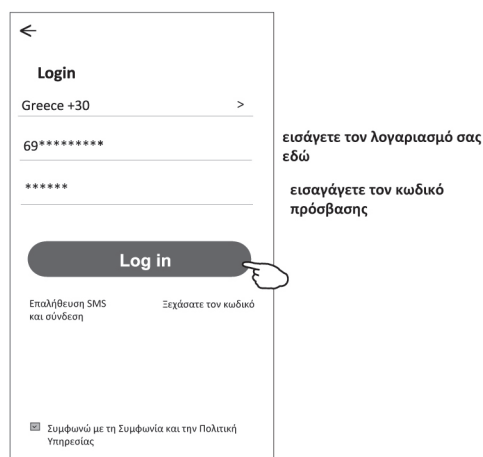 Login
Greece +30 >
69*********
εισάγετε τον λογαριασμό σας
εδώ
******
εισαγάγετε τον κωδικό
πρόσβασης
Log in
Επαλήθευση SMS
και σύνδεση
Ξεχάσατε τον κωδικό
Συμφωνώ με τη Συμφωνία και την Πολιτική
Υπηρεσίας